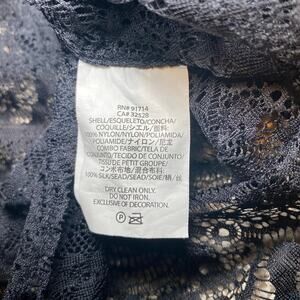 RN# 91714
CA# 32528
SHELL/ESQUELETO/CONCHA/
COQUILLE/シェル/面料:
100% NYLON/NYLON/POLIAMIDA/
POLYAMIDE/ナイロン/尼龙
COMBO FABRIC/TELA DE
CONJUNTO/TECIDO DE CONJUNTO/
TISSU DE PETIT GROUPE/
コンボ布地/混合布料:
100% SILK/SEDA/SEDA/SOIE/絹/丝
DRY CLEAN ONLY.
DO NOT IRON.
EXCLUSIVE OF DECORATION.
P